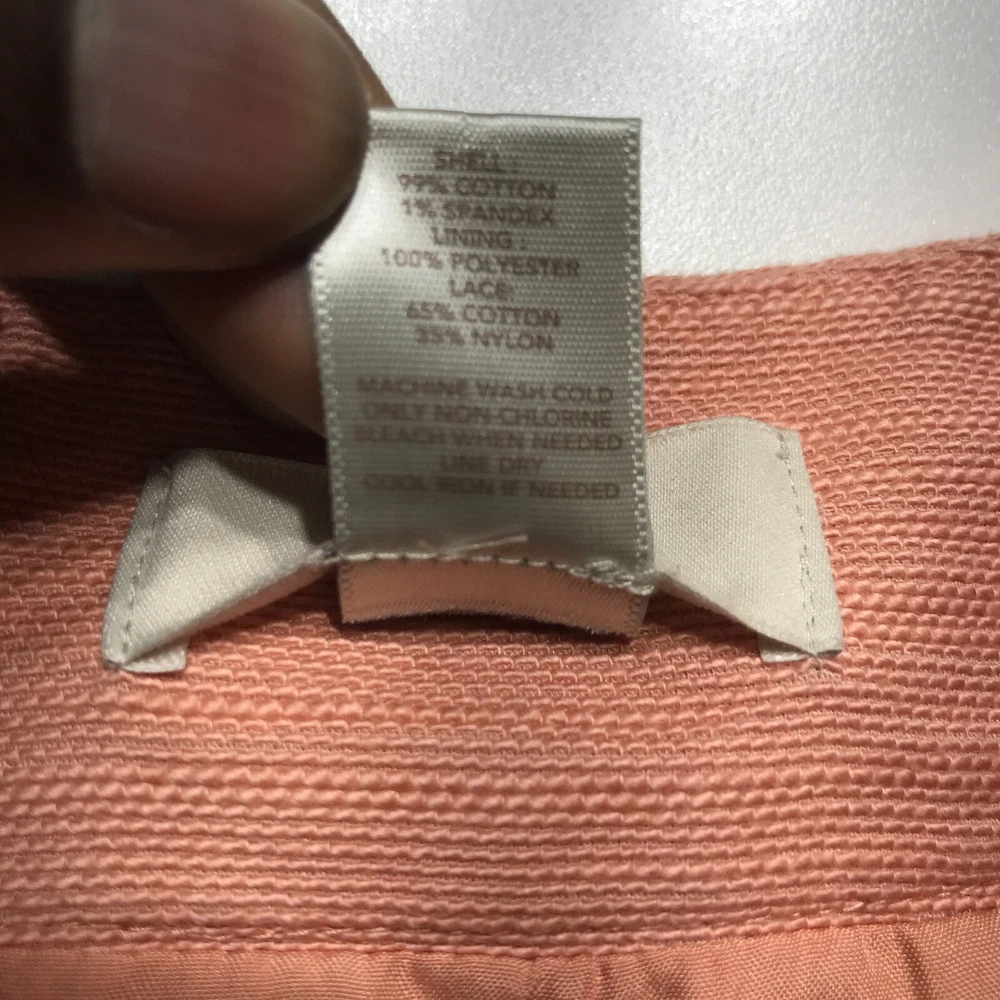 SHELL :
99% COTTON
1% SPANDEX
LINING :
100% POLYESTER
LACE:
65% COTTON
35% NYLON
MACHINE WASH COLD
ONLY NON-CHLORINE
BLEACH WHEN NEEDED
LINE DRY
COOL IRON IF NEEDED